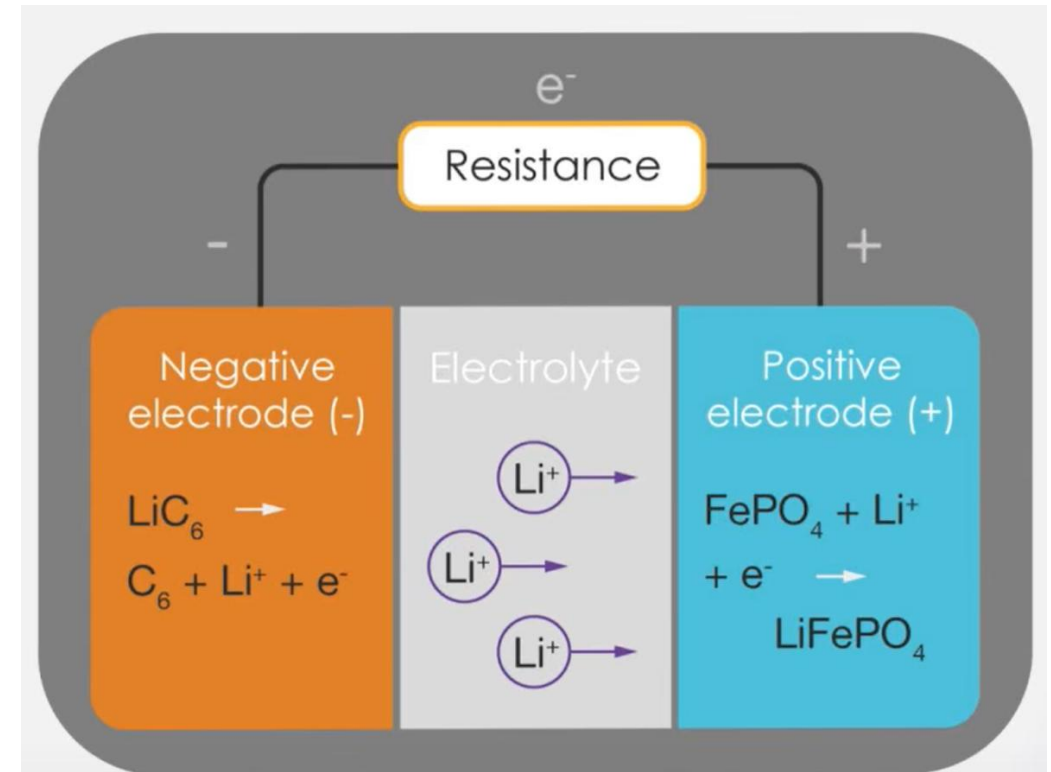 e⁻
Resistance
-
+
Negative
electrode (-)
LiC₆ →
C₆ + Li⁺ + e⁻
Electrolyte
Li⁺
Li⁺
Li⁺
Positive
electrode (+)
FePO₄ + Li⁺
+ e⁻ →
LiFePO₄